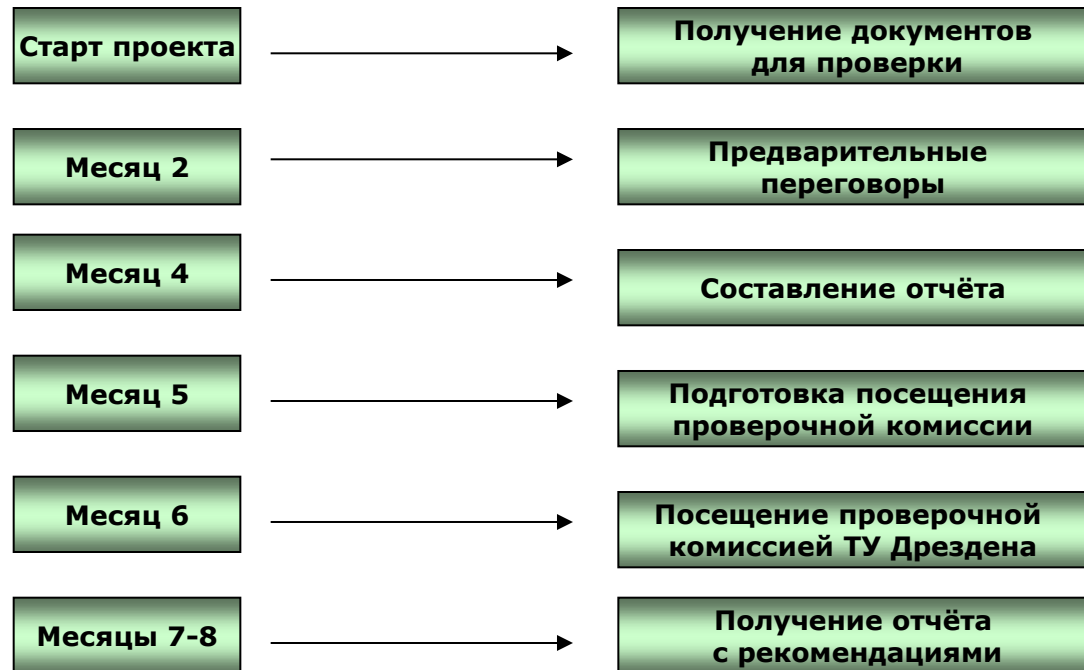 Старт проекта
Получение документов
для проверки
Месяц 2
Предварительные
переговоры
Месяц 4
Составление отчёта
Месяц 5
Подготовка посещения
проверочной комиссии
Месяц 6
Посещение проверочной
комиссией ТУ Дрездена
Месяцы 7-8
Получение отчёта
с рекомендациями